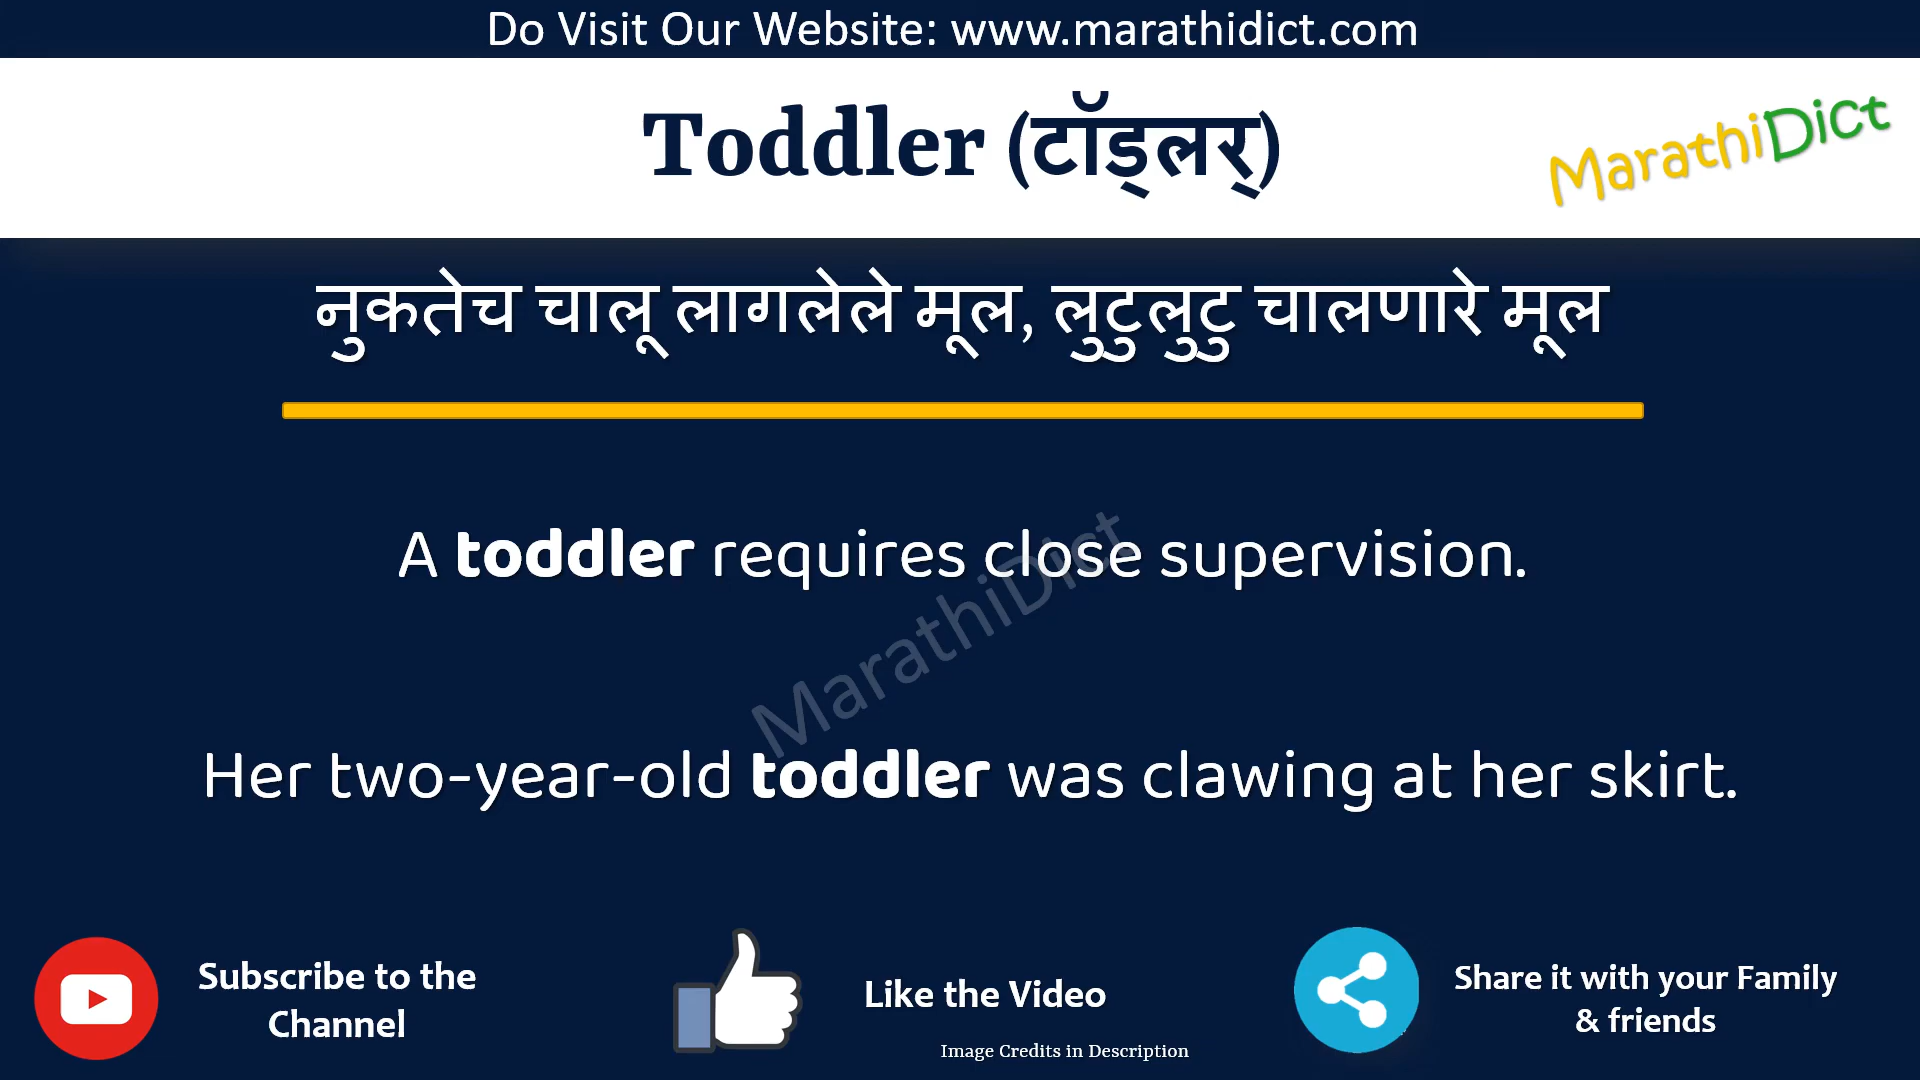 Do Visit Our Website: www.marathidict.com
Toddler (टॉड्लर्)
MarathiDict
नुकतेच चालू लागलेले मूल, लुटुलुटु चालणारे मूल
A toddler requires close supervision.
MarathiDict
Her two-year-old toddler was clawing at her skirt.
Subscribe to the
Channel
Like the Video
Share it with your Family
& friends
Image Credits in Description